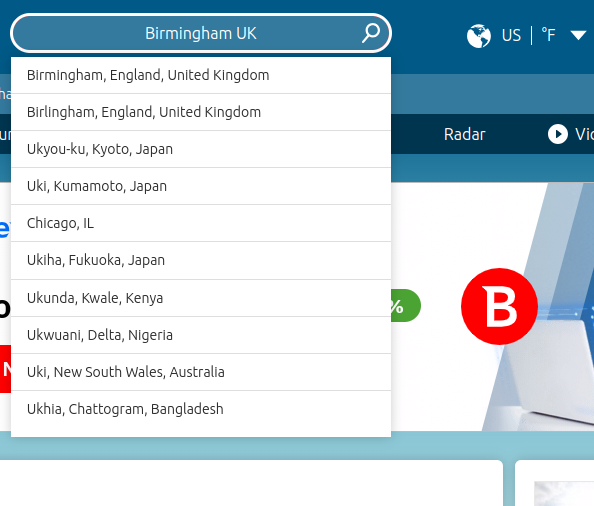 Birmingham UK
US
°F
Birmingham, England, United Kingdom
Birlingham, England, United Kingdom
Ukyou-ku, Kyoto, Japan
Radar
Uki, Kumamoto, Japan
Chicago, IL
Ukiha, Fukuoka, Japan
Ukunda, Kwale, Kenya
%
B
Ukwuani, Delta, Nigeria
Uki, New South Wales, Australia
Ukhia, Chattogram, Bangladesh